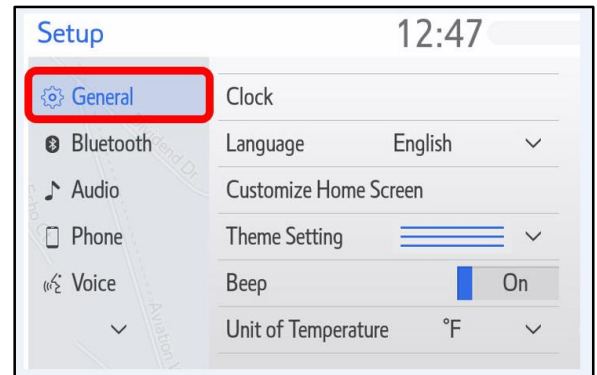 Setup 12:47
General
Clock
Bluetooth
Language English
Audio
Customize Home Screen
Phone
Theme Setting
Voice
Beep On
Unit of Temperature °F
Aviation